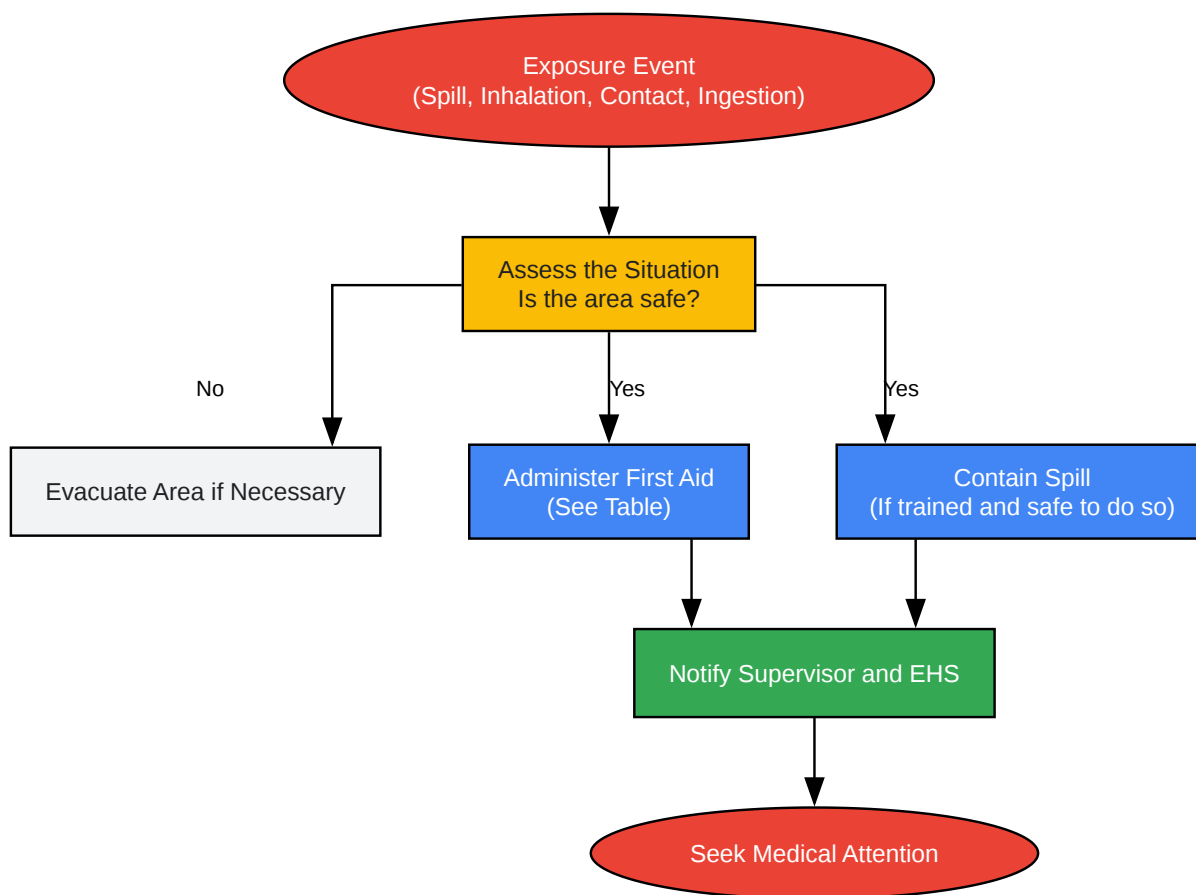 Exposure Event
(Spill, Inhalation, Contact, Ingestion)
Assess the Situation
Is the area safe?
No
Yes
Yes
Evacuate Area if Necessary
Administer First Aid
(See Table)
Contain Spill
(If trained and safe to do so)
Notify Supervisor and EHS
Seek Medical Attention